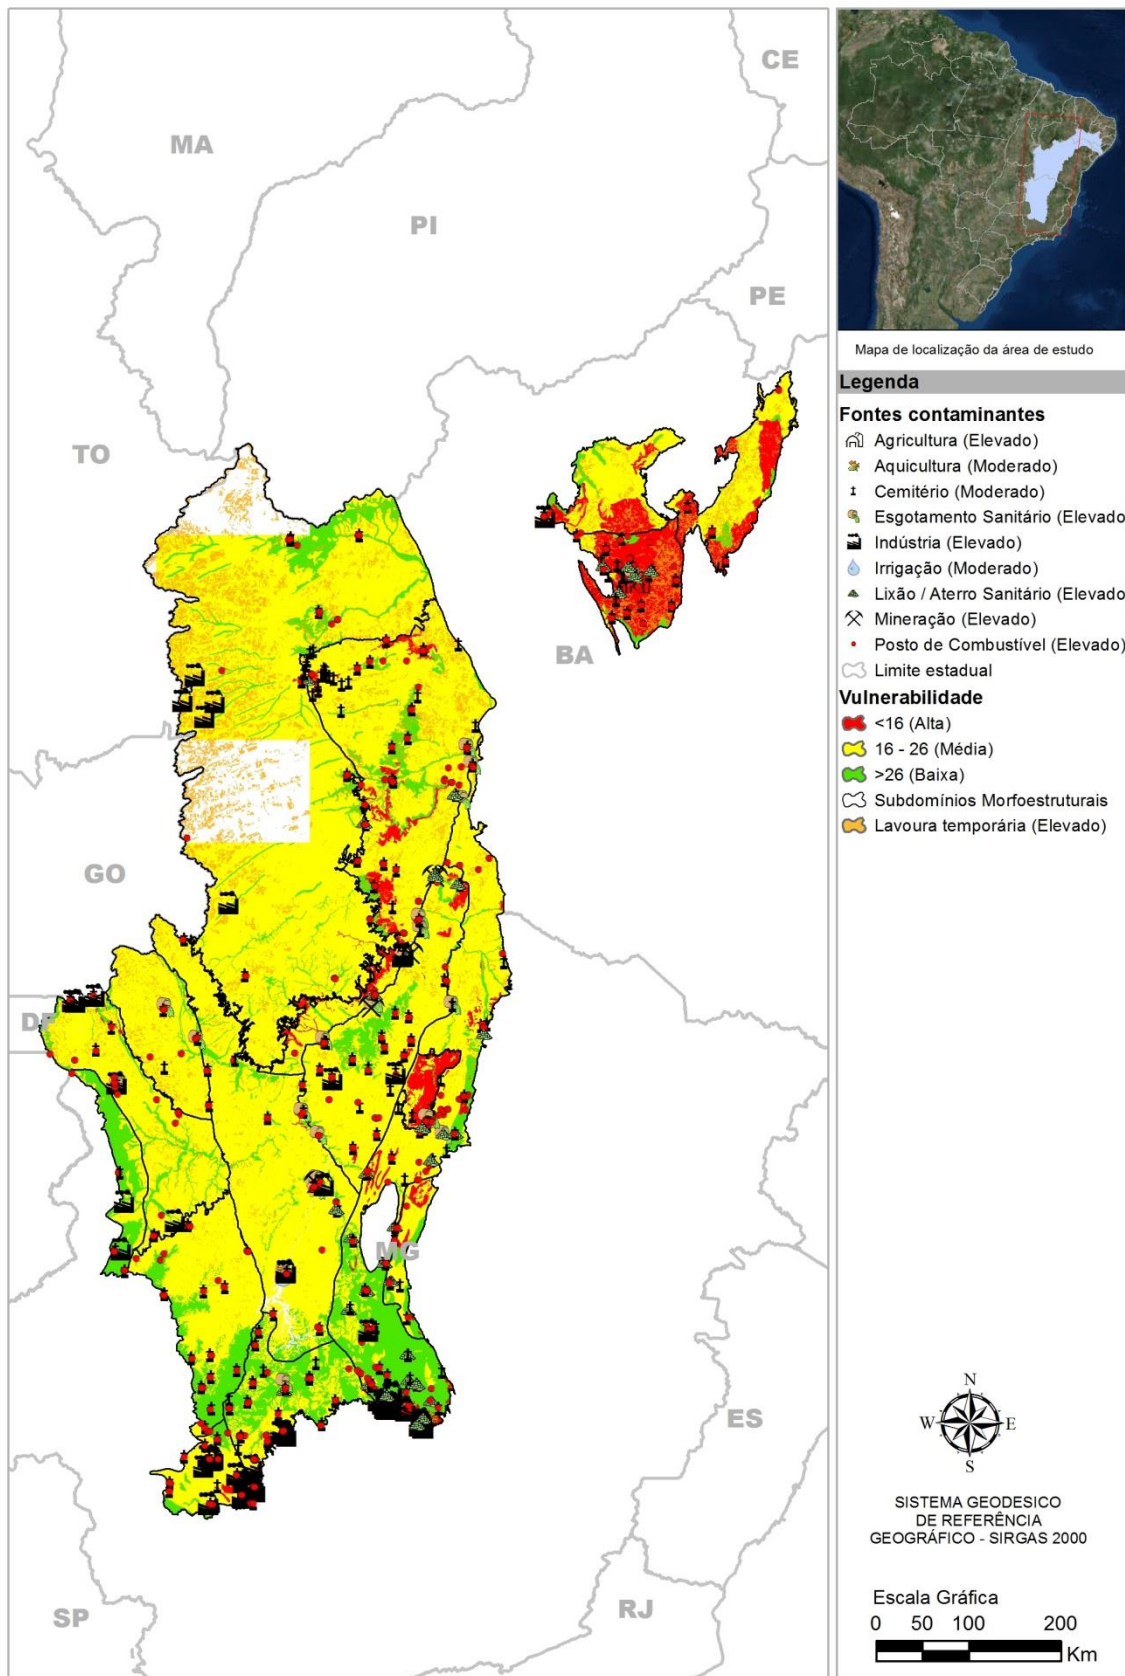 CE
MA
PI
PE
TO
BA
GO
DF
MG
ES
SP
RJ
Mapa de localização da área de estudo
Legenda
Fontes contaminantes
Agricultura (Elevado)
Aquicultura (Moderado)
Cemitério (Moderado)
Esgotamento Sanitário (Elevado
Indústria (Elevado)
Irrigação (Moderado)
Lixão / Aterro Sanitário (Elevado
Mineração (Elevado)
Posto de Combustível (Elevado)
Limite estadual
Vulnerabilidade
<16 (Alta)
16 - 26 (Média)
>26 (Baixa)
Subdomínios Morfoestruturais
Lavoura temporária (Elevado)
N
W E
S
SISTEMA GEODESICO
DE REFERÊNCIA
GEOGRÁFICO - SIRGAS 2000
Escala Gráfica
0 50 100 200
Km